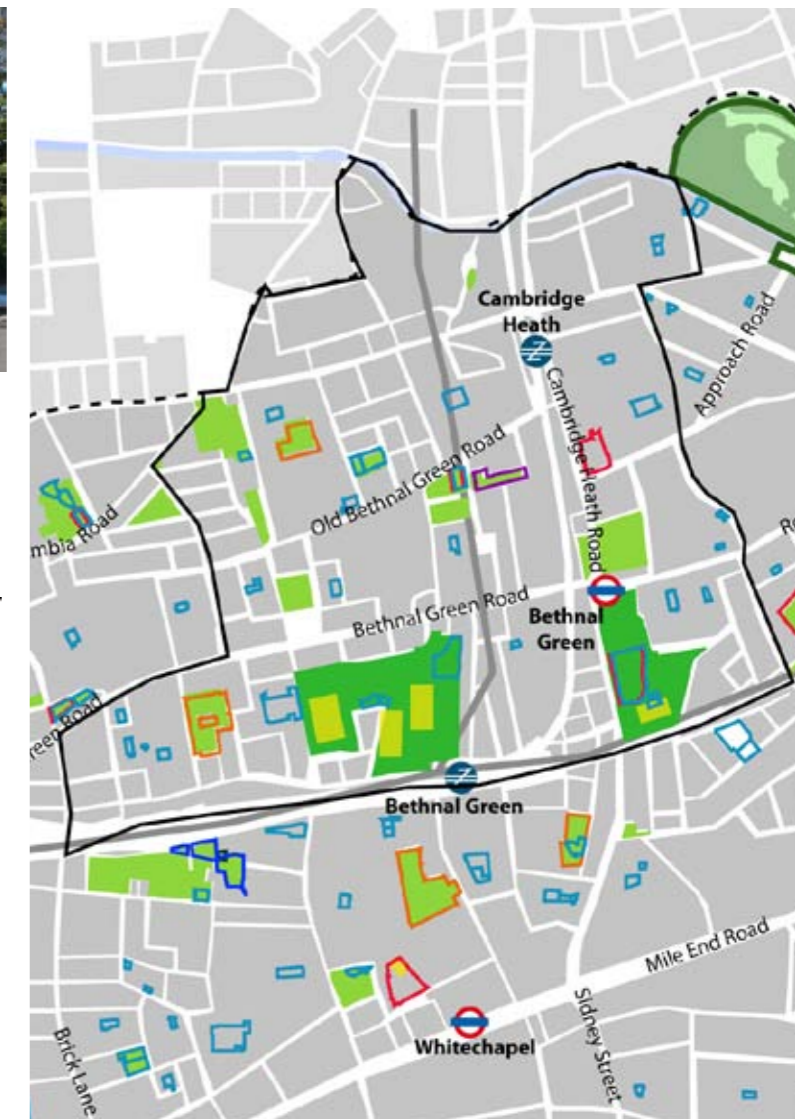 Cambridge
Heath
Approach Road
Cambridge Heath Road
Old Bethnal Green Road
mbia Road
Bethnal Green Road
Bethnal
Green
reen Road
Bethnal Green
Mile End Road
Sidney Street
Whitechapel
Brick Lane